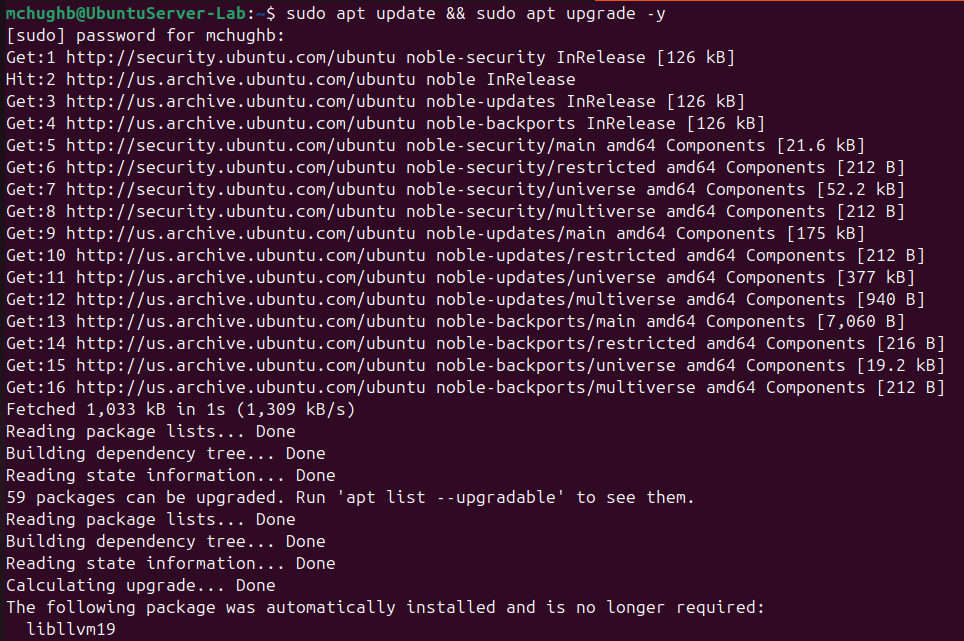 mchughb@UbuntuServer-Lab:~$ sudo apt update && sudo apt upgrade -y
[sudo] password for mchughb:
Get:1 http://security.ubuntu.com/ubuntu noble-security InRelease [126 kB]
Hit:2 http://us.archive.ubuntu.com/ubuntu noble InRelease
Get:3 http://us.archive.ubuntu.com/ubuntu noble-updates InRelease [126 kB]
Get:4 http://us.archive.ubuntu.com/ubuntu noble-backports InRelease [126 kB]
Get:5 http://security.ubuntu.com/ubuntu noble-security/main amd64 Components [21.6 kB]
Get:6 http://security.ubuntu.com/ubuntu noble-security/restricted amd64 Components [212 B]
Get:7 http://security.ubuntu.com/ubuntu noble-security/universe amd64 Components [52.2 kB]
Get:8 http://security.ubuntu.com/ubuntu noble-security/multiverse amd64 Components [212 B]
Get:9 http://us.archive.ubuntu.com/ubuntu noble-updates/main amd64 Components [175 kB]
Get:10 http://us.archive.ubuntu.com/ubuntu noble-updates/restricted amd64 Components [212 B]
Get:11 http://us.archive.ubuntu.com/ubuntu noble-updates/universe amd64 Components [377 kB]
Get:12 http://us.archive.ubuntu.com/ubuntu noble-updates/multiverse amd64 Components [940 B]
Get:13 http://us.archive.ubuntu.com/ubuntu noble-backports/main amd64 Components [7,060 B]
Get:14 http://us.archive.ubuntu.com/ubuntu noble-backports/restricted amd64 Components [216 B]
Get:15 http://us.archive.ubuntu.com/ubuntu noble-backports/universe amd64 Components [19.2 kB]
Get:16 http://us.archive.ubuntu.com/ubuntu noble-backports/multiverse amd64 Components [212 B]
Fetched 1,033 kB in 1s (1,309 kB/s)
Reading package lists... Done
Building dependency tree... Done
Reading state information... Done
59 packages can be upgraded. Run 'apt list --upgradable' to see them.
Reading package lists... Done
Building dependency tree... Done
Reading state information... Done
Calculating upgrade... Done
The following package was automatically installed and is no longer required:
  libllvm19